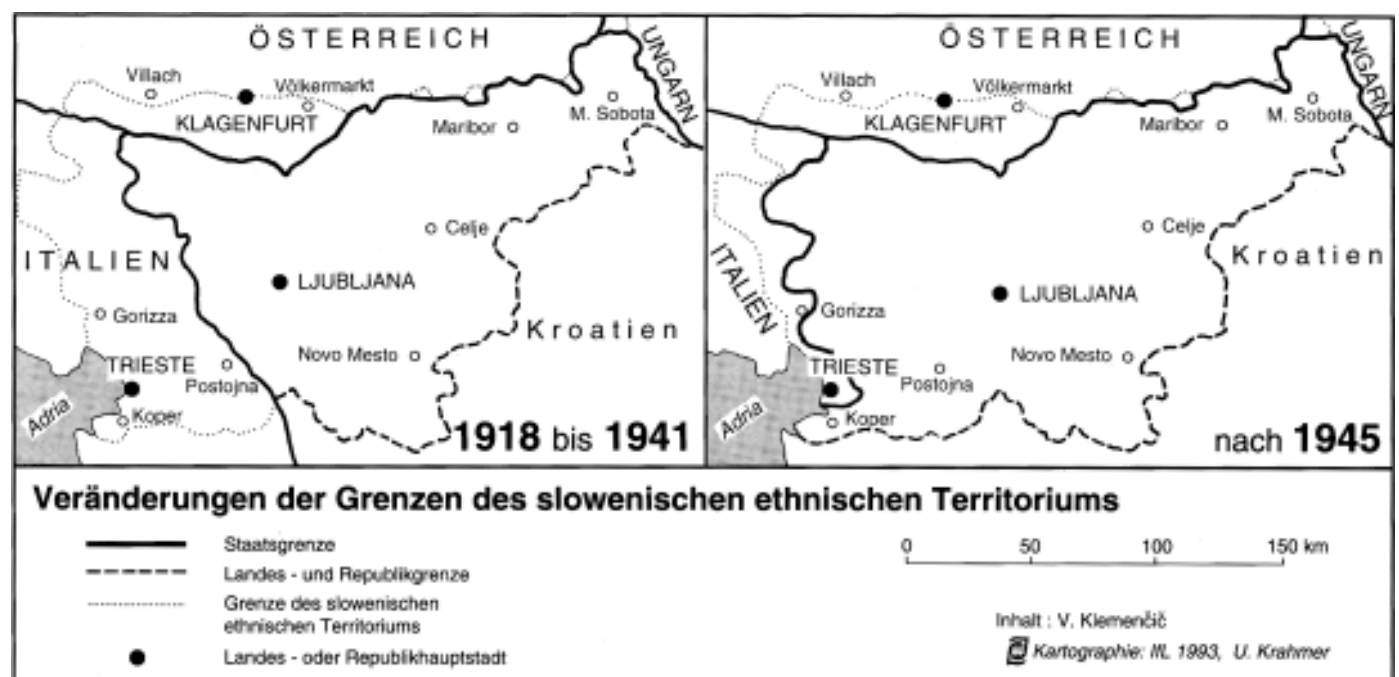 ÖSTERREICH
UNGARN
Villach
Völkermarkt
KLAGENFURT
Maribor
M. Sobota
Celje
ITALIEN
LJUBLJANA
Gorizza
Kroatien
Novo Mesto
TRIESTE
Postojna
Adria
Koper
1918 bis 1941
ÖSTERREICH
UNGARN
Villach
Völkermarkt
KLAGENFURT
Maribor
M. Sobota
Celje
ITALIEN
Kroatien
LJUBLJANA
Gorizza
Novo Mesto
TRIESTE
Postojna
Adria
Koper
nach 1945
Veränderungen der Grenzen des slowenischen ethnischen Territoriums
Staatsgrenze
Landes - und Republikgrenze
Grenze des slowenischen
ethnischen Territoriums
Landes - oder Republikhauptstadt
0 50 100 150 km
Inhalt : V. Klemenčič
Kartographie: IfL 1993, U. Krahmer